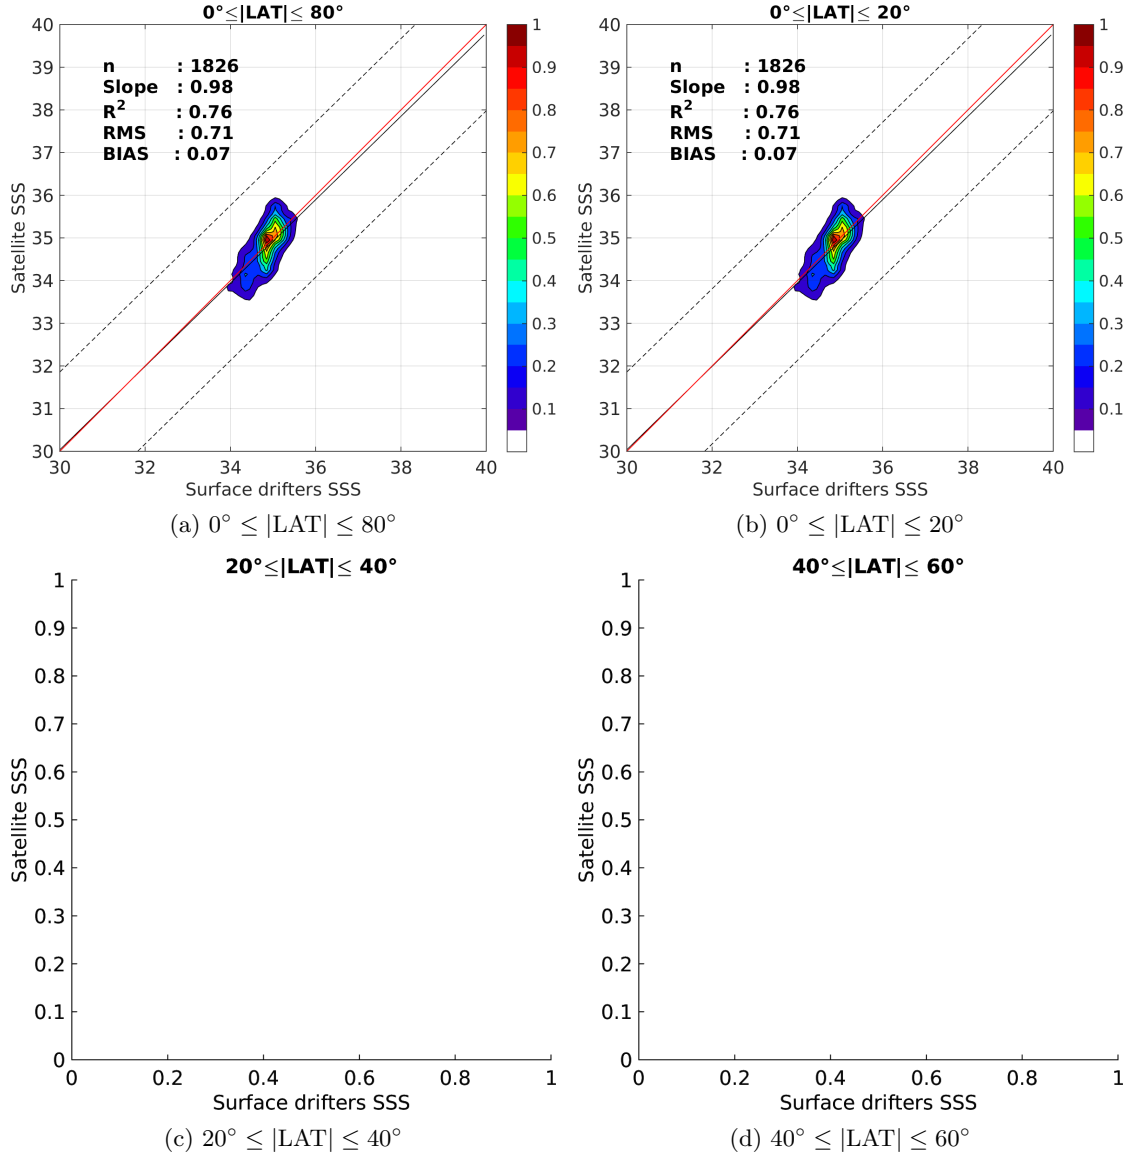 0°≤|LAT|≤ 80°
40
39
38
37
36
35
34
33
32
31
30
Satellite SSS
n : 1826
Slope : 0.98
R² : 0.76
RMS : 0.71
BIAS : 0.07
30 32 34 36 38 40
Surface drifters SSS
1
0.9
0.8
0.7
0.6
0.5
0.4
0.3
0.2
0.1
(a) 0° ≤ |LAT| ≤ 80°
0°≤|LAT|≤ 20°
40
39
38
37
36
35
34
33
32
31
30
Satellite SSS
n : 1826
Slope : 0.98
R² : 0.76
RMS : 0.71
BIAS : 0.07
30 32 34 36 38 40
Surface drifters SSS
1
0.9
0.8
0.7
0.6
0.5
0.4
0.3
0.2
0.1
(b) 0° ≤ |LAT| ≤ 20°
20°≤|LAT|≤ 40°
1
0.9
0.8
0.7
0.6
0.5
0.4
0.3
0.2
0.1
0
Satellite SSS
0 0.2 0.4 0.6 0.8 1
Surface drifters SSS
(c) 20° ≤ |LAT| ≤ 40°
40°≤|LAT|≤ 60°
1
0.9
0.8
0.7
0.6
0.5
0.4
0.3
0.2
0.1
0
Satellite SSS
0 0.2 0.4 0.6 0.8 1
Surface drifters SSS
(d) 40° ≤ |LAT| ≤ 60°